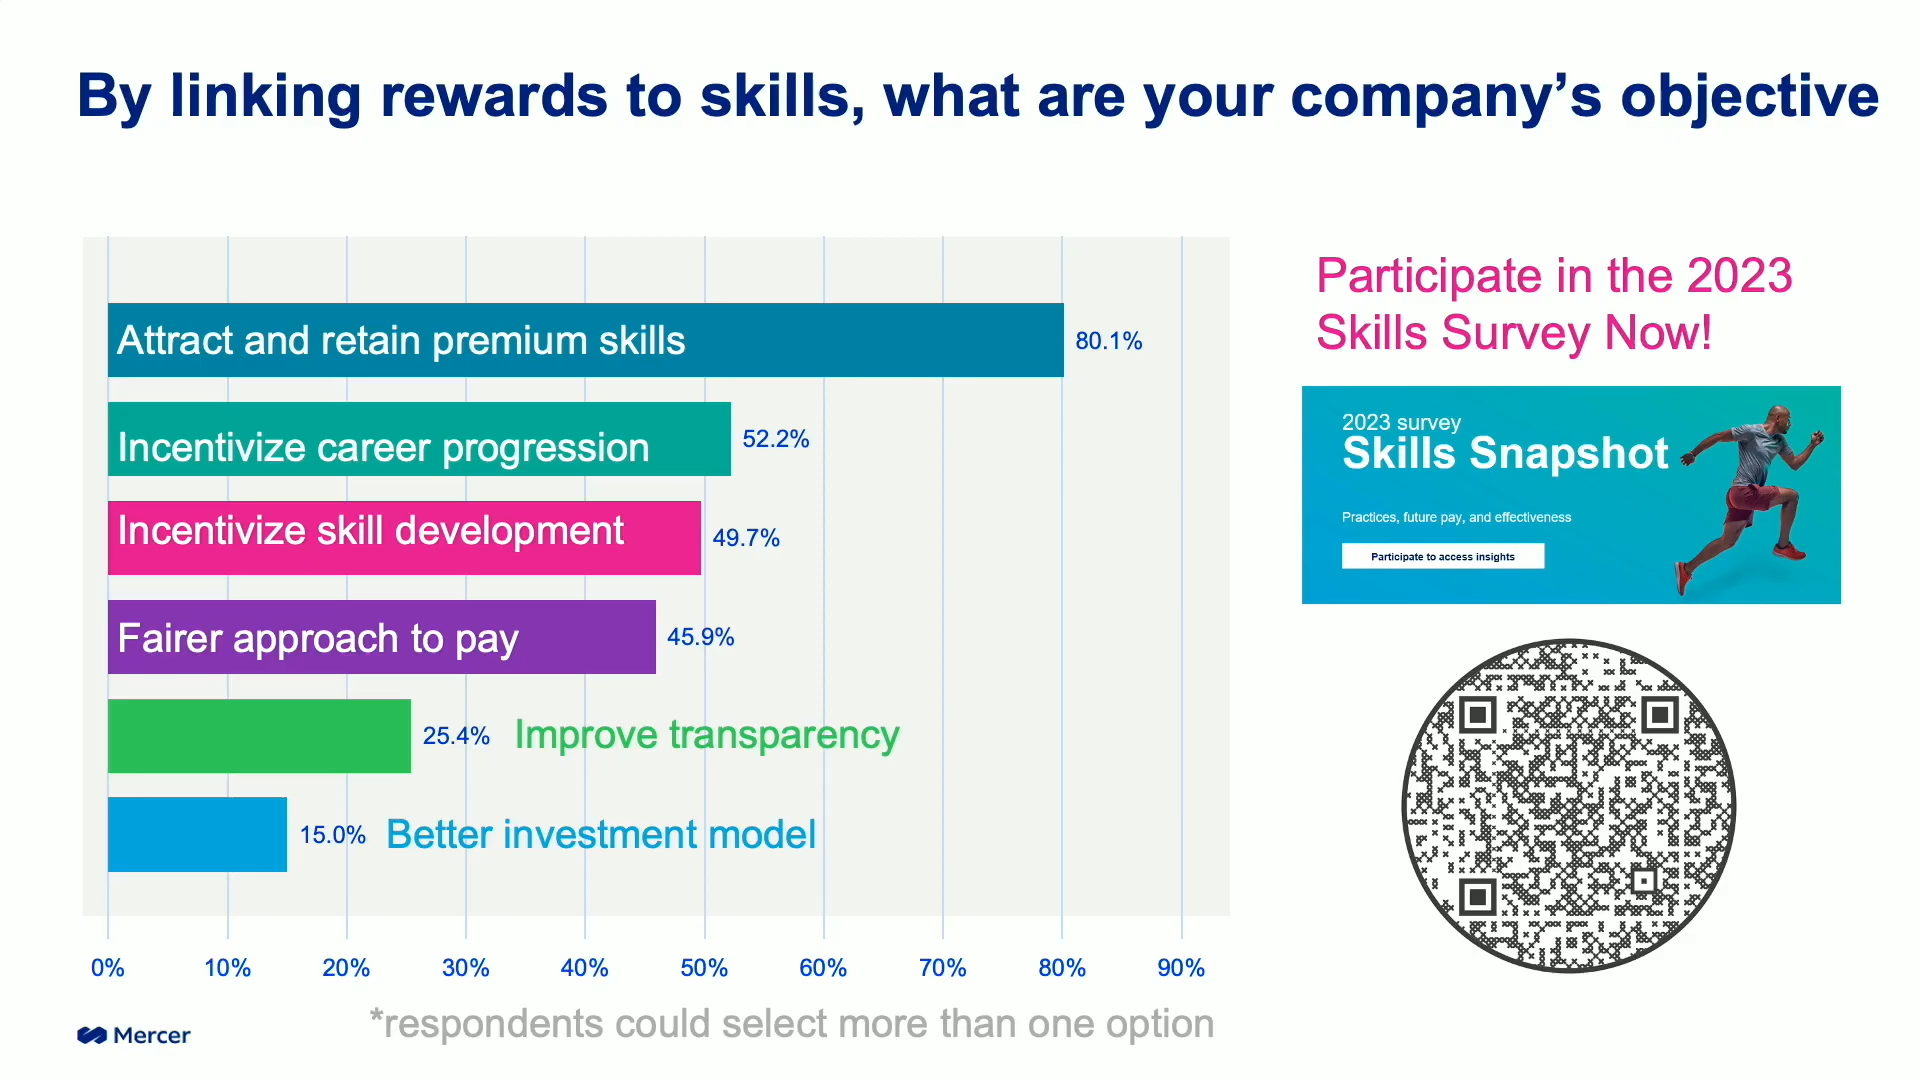 By linking rewards to skills, what are your company’s objective
Attract and retain premium skills
80.1%
Incentivize career progression
52.2%
Incentivize skill development
49.7%
Fairer approach to pay
45.9%
25.4%
Improve transparency
15.0%
Better investment model
0% 10% 20% 30% 40% 50% 60% 70% 80% 90%
*respondents could select more than one option
Mercer
Participate in the 2023
Skills Survey Now!
2023 survey
Skills Snapshot
Practices, future pay, and effectiveness
Participate to access insights